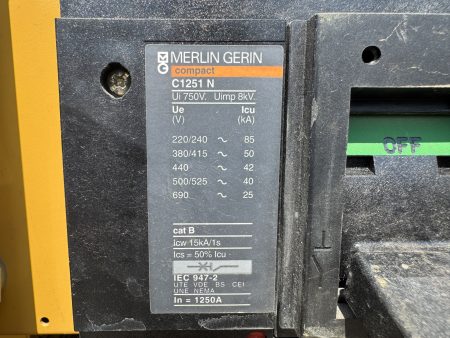 MERLIN GERIN
MG
compact
C1251 N
Ui 750V. Uimp 8kV.
Ue Icu
(V) (kA)
220/240 ~ 85
380/415 ~ 50
440 ~ 42
500/525 ~ 40
690 ~ 25
cat B
Icw 15kA/1s
Ics = 50% Icu
IEC 947-2
UTE VDE BS CEI
UNE NEMA
In = 1250A
OFF